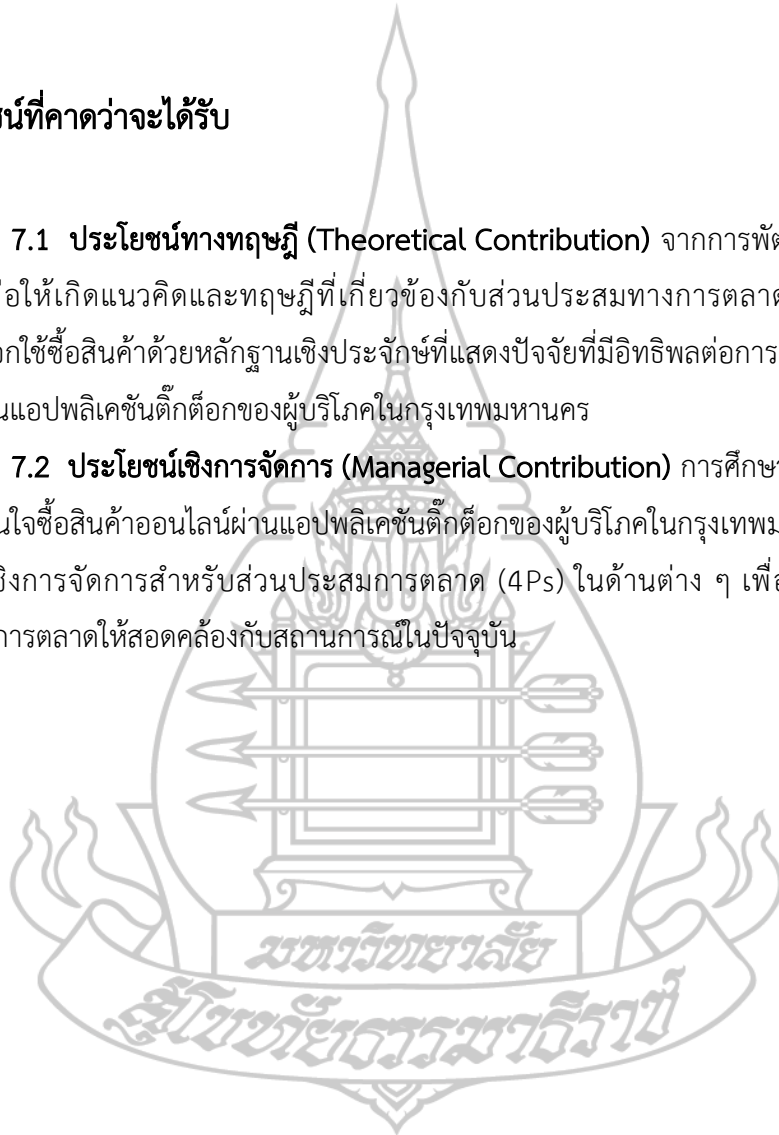 ชน์ที่คาดว่าจะได้รับ
7.1 ประโยชน์ทางทฤษฎี (Theoretical Contribution) จากการพัต
อให้เกิดแนวคิดและทฤษฎีที่เกี่ยวข้องกับส่วนประสมทางการตลาด
อกใช้ซื้อสินค้าด้วยหลักฐานเชิงประจักษ์ที่แสดงปัจจัยที่มีอิทธิพลต่อการ
นแอปพลิเคชันติ๊กต็อกของผู้บริโภคในกรุงเทพมหานคร
7.2 ประโยชน์เชิงการจัดการ (Managerial Contribution) การศึกษา
นใจซื้อสินค้าออนไลน์ผ่านแอปพลิเคชันติ๊กต็อกของผู้บริโภคในกรุงเทพม
ชิงการจัดการสำหรับส่วนประสมการตลาด (4Ps) ในด้านต่าง ๆ เพื่อ
การตลาดให้สอดคล้องกับสถานการณ์ในปัจจุบัน
มหาวิทยาลัย
สุโขทัยธรรมาธิราช